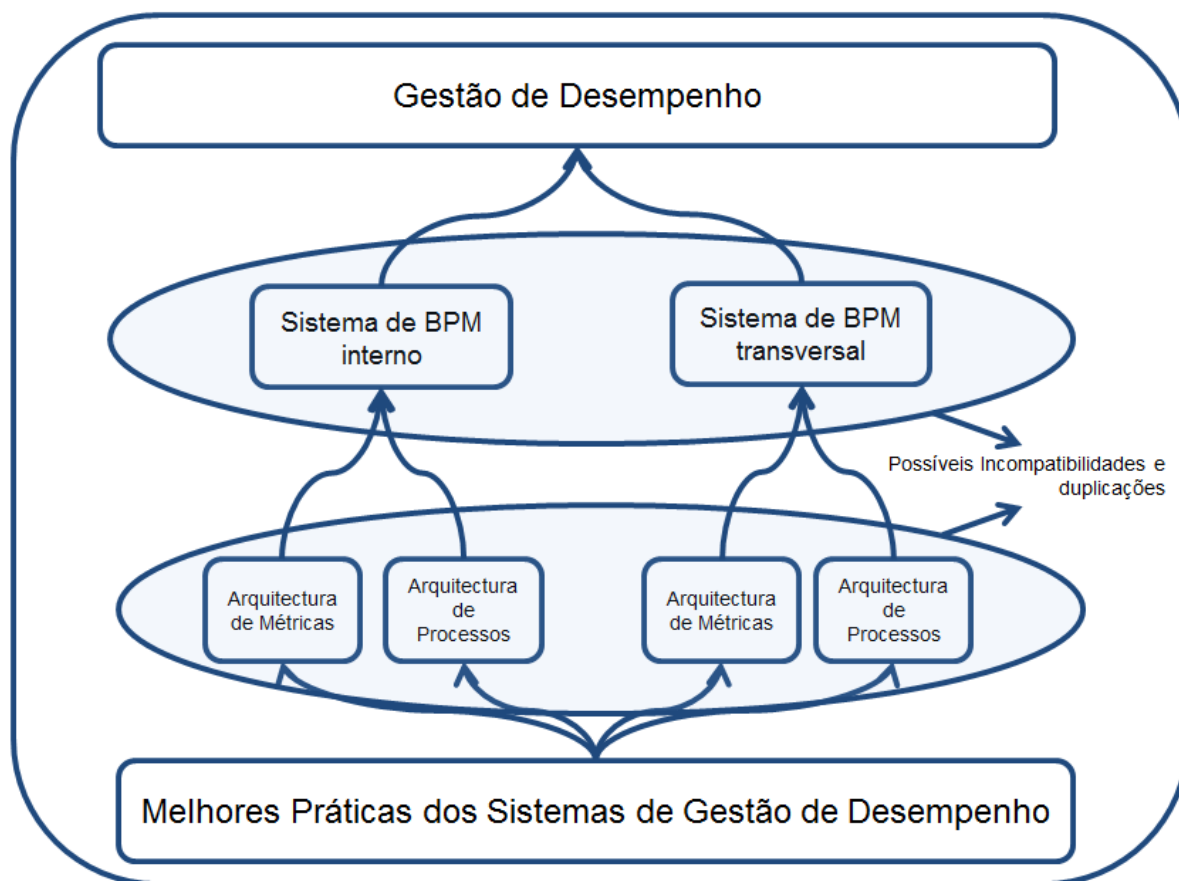 Gestão de Desempenho
Sistema de BPM
interno
Sistema de BPM
transversal
Possíveis Incompatibilidades e
duplicações
Arquitectura
de Métricas
Arquitectura
de
Processos
Arquitectura
de Métricas
Arquitectura
de
Processos
Melhores Práticas dos Sistemas de Gestão de Desempenho